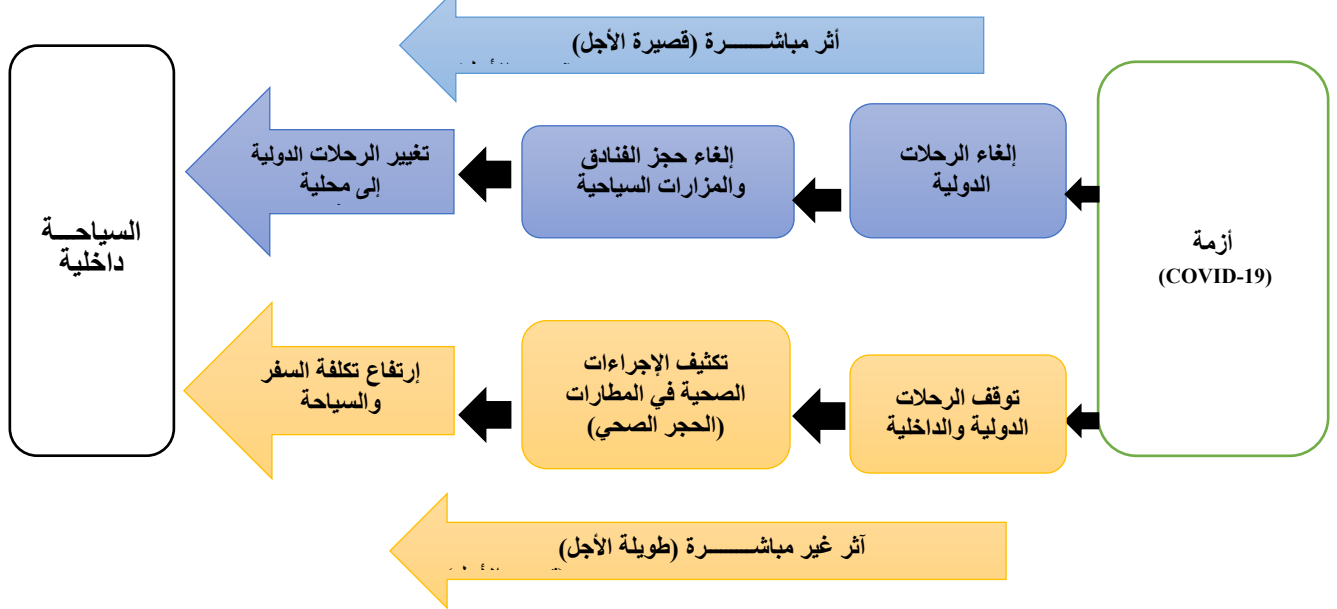 أثر مباشـــــــرة (قصيرة الأجل)
أزمة
(COVID-19)
إلغاء الرحلات
الدولية
إلغاء حجز الفنادق
والمزارات السياحية
تغيير الرحلات الدولية
إلى محلية
السياحـــة
داخلية
توقف الرحلات
الدولية والداخلية
تكثيف الإجراءات
الصحية في المطارات
(الحجر الصحي)
إرتفاع تكلفة السفر
والسياحة
آثر غير مباشـــــــرة (طويلة الأجل)